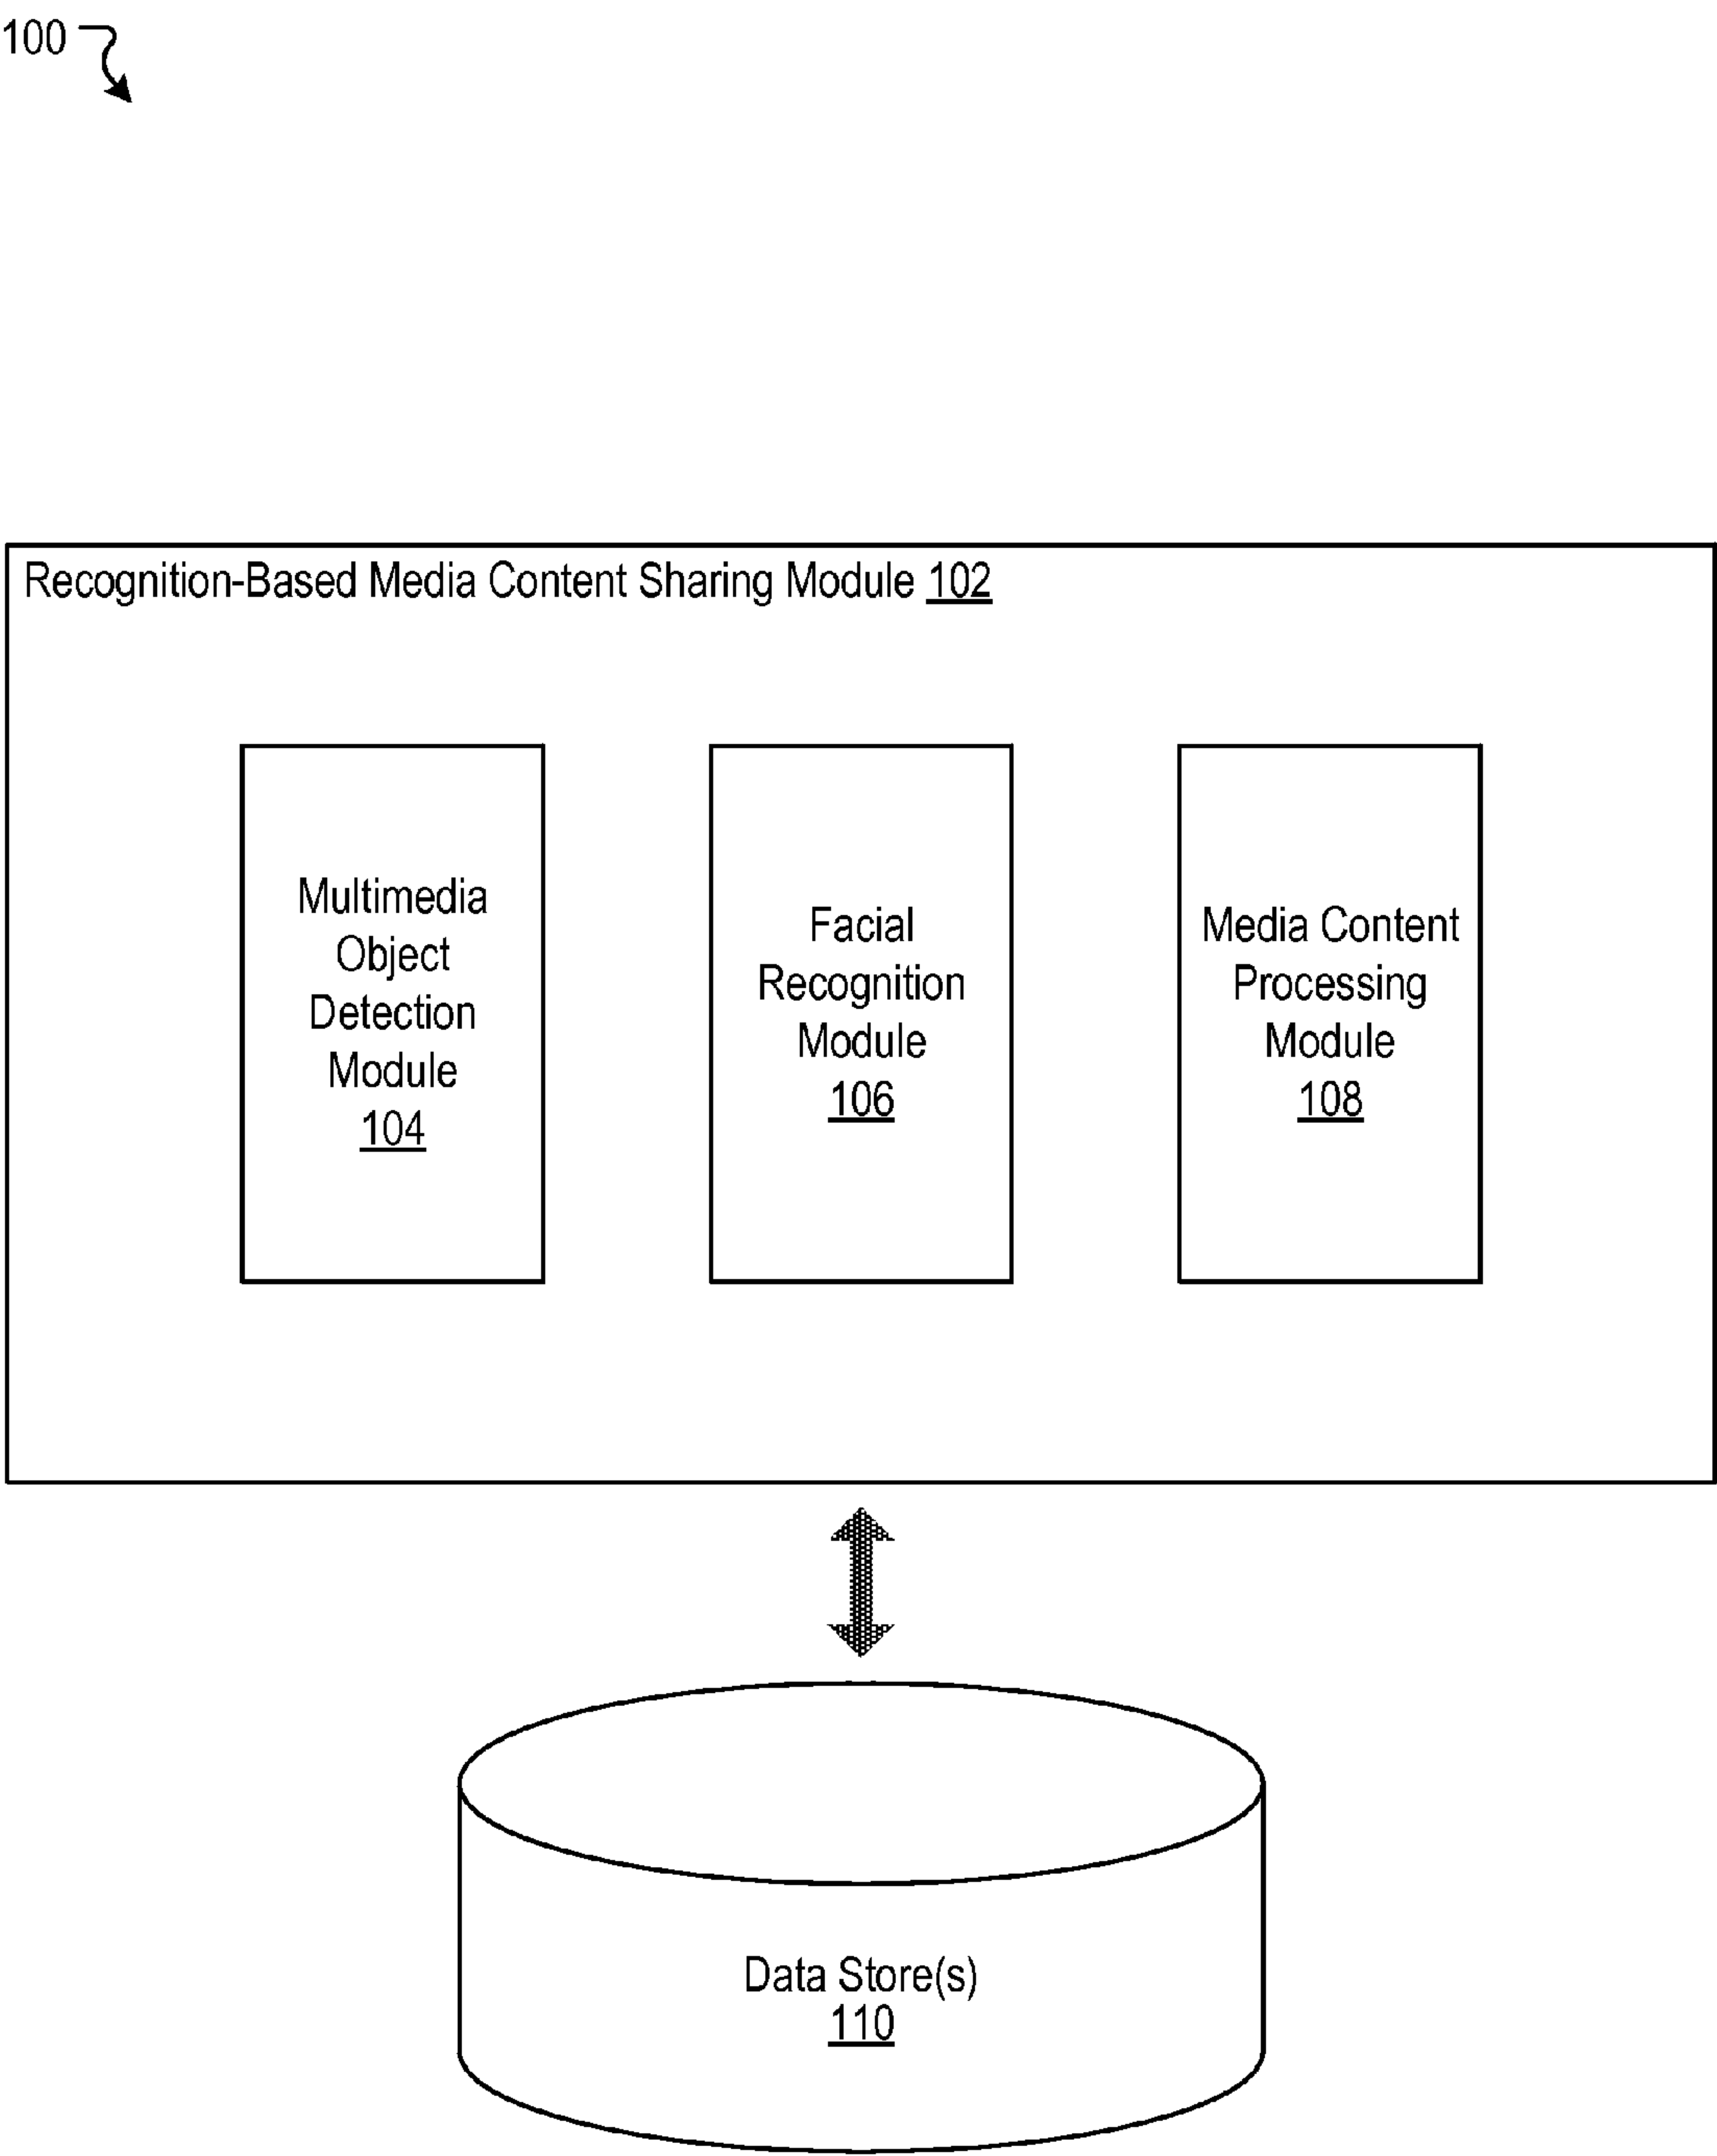 100
Recognition-Based Media Content Sharing Module 102
Multimedia
Object
Detection
Module
104
Facial
Recognition
Module
106
Media Content
Processing
Module
108
Data Store(s)
110